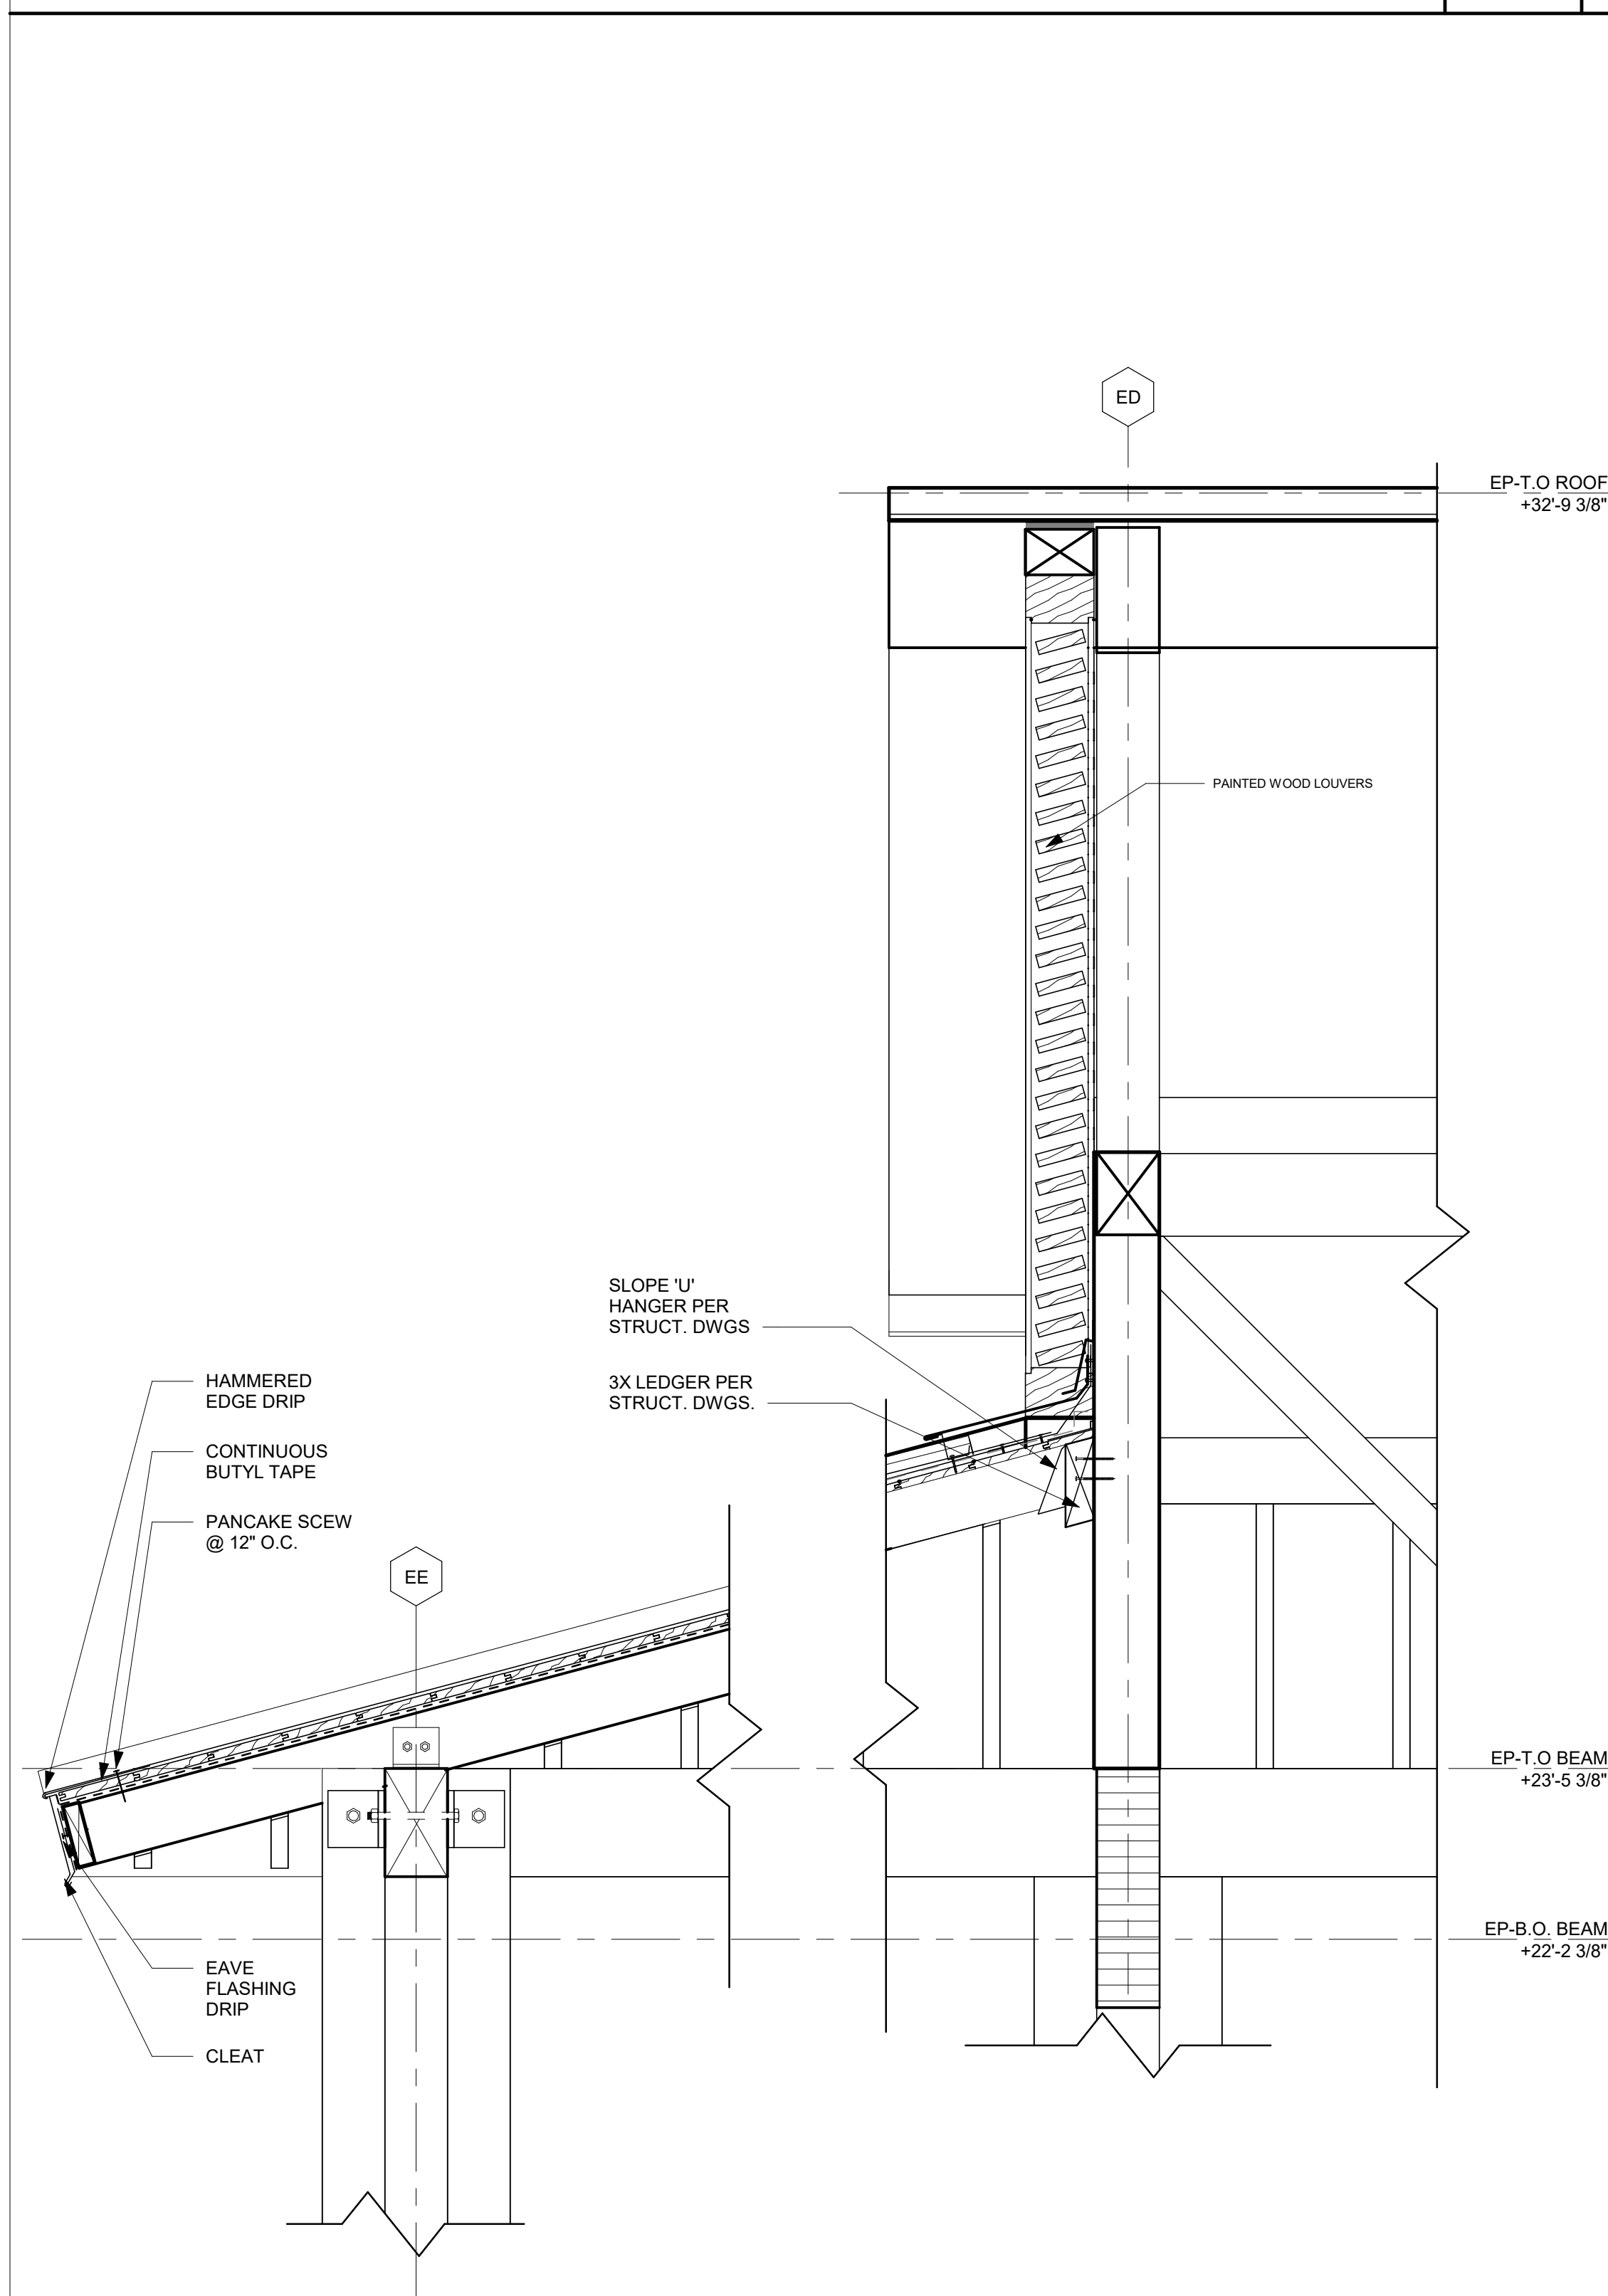 ED
EP-T.O ROOF
+32'-9 3/8"
PAINTED WOOD LOUVERS
SLOPE 'U'
HANGER PER
STRUCT. DWGS
3X LEDGER PER
STRUCT. DWGS.
HAMMERED
EDGE DRIP
CONTINUOUS
BUTYL TAPE
PANCAKE SCEW
@ 12" O.C.
EE
EP-T.O BEAM
+23'-5 3/8"
EP-B.O. BEAM
+22'-2 3/8"
EAVE
FLASHING
DRIP
CLEAT